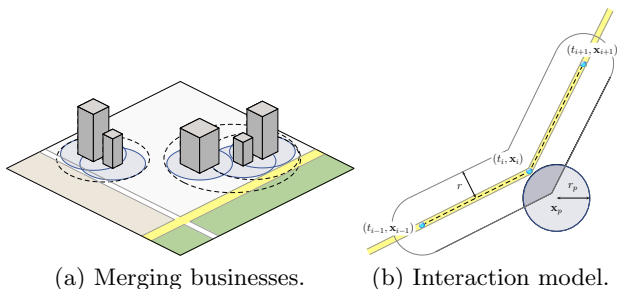 (t_{i+1}, x_{i+1})
(t_i, x_i)
r
r_p
x_p
(t_{i−1}, x_{i−1})
(a) Merging businesses.
(b) Interaction model.